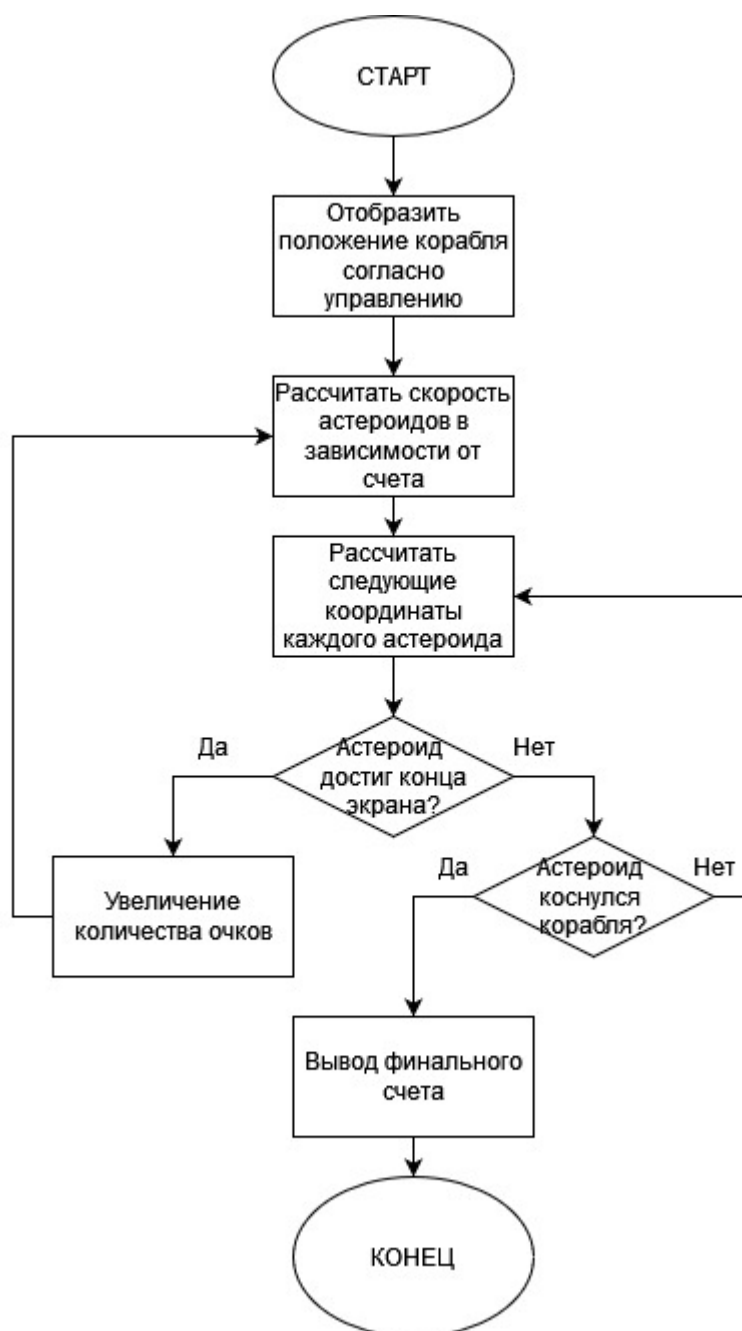 СТАРТ
Отобразить
положение корабля
согласно
управлению
Рассчитать скорость
астероидов в
зависимости от
счета
Рассчитать
следующие
координаты
каждого астероида
Да
Астероид
достиг конца
экрана?
Нет
Увеличение
количества очков
Да
Астероид
коснулся
корабля?
Нет
Вывод финального
счета
КОНЕЦ